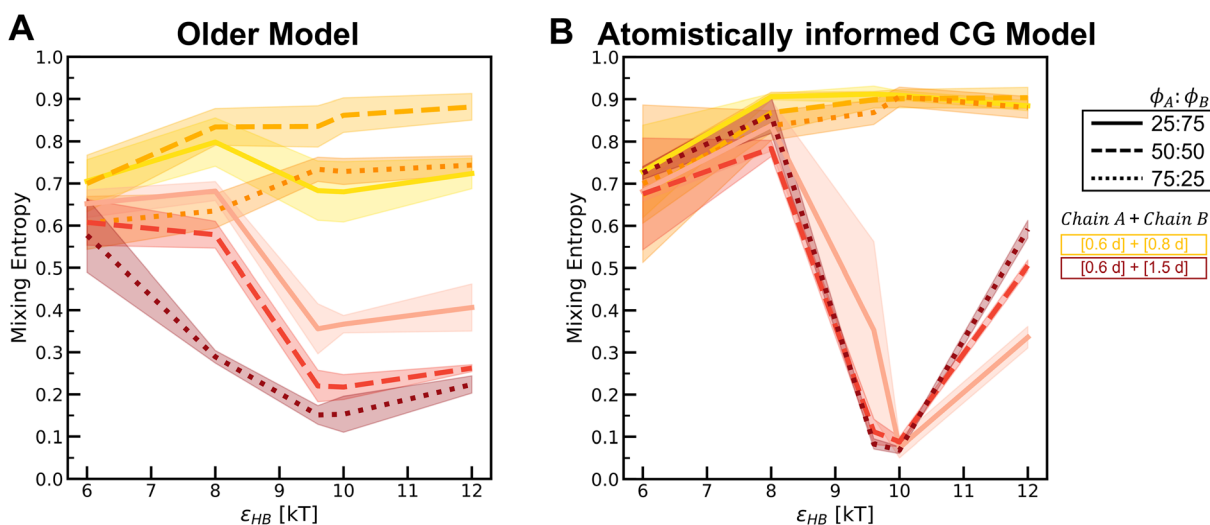 A Older Model
B Atomistically informed CG Model
Mixing Entropy
1.0
0.9
0.8
0.7
0.6
0.5
0.4
0.3
0.2
0.1
0.0
6 7 8 9 10 11 12
ε_HB [kT]
Mixing Entropy
1.0
0.9
0.8
0.7
0.6
0.5
0.4
0.3
0.2
0.1
0.0
6 7 8 9 10 11 12
ε_HB [kT]
ϕ_A: ϕ_B
25:75
50:50
75:25
Chain A + Chain B
[0.6 d] + [0.8 d]
[0.6 d] + [1.5 d]